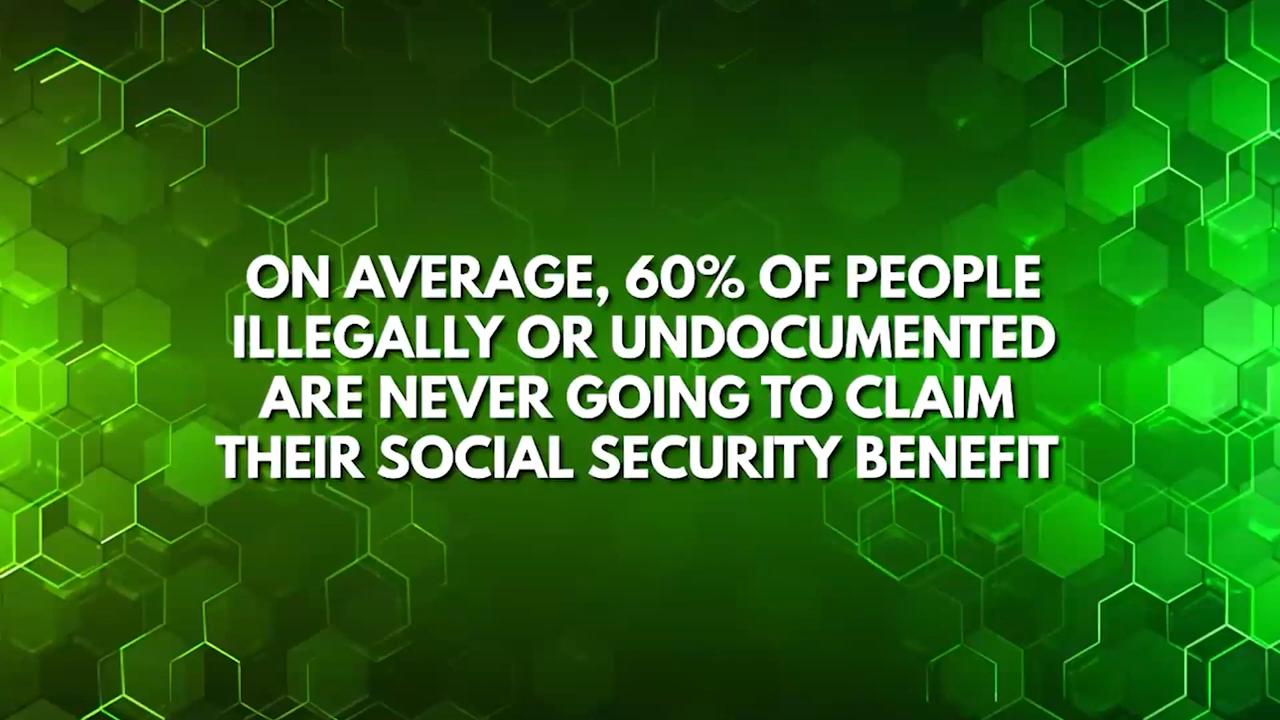 ON AVERAGE, 60% OF PEOPLE
ILLEGALLY OR UNDOCUMENTED
ARE NEVER GOING TO CLAIM
THEIR SOCIAL SECURITY BENEFIT